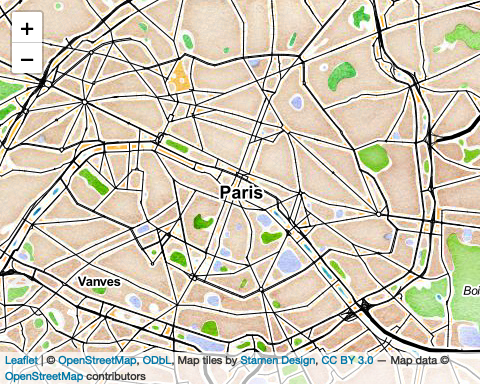 +
−
Paris
Vanves
Boi
Leaflet | © OpenStreetMap, ODbL, Map tiles by Stamen Design, CC BY 3.0 — Map data ©
OpenStreetMap contributors